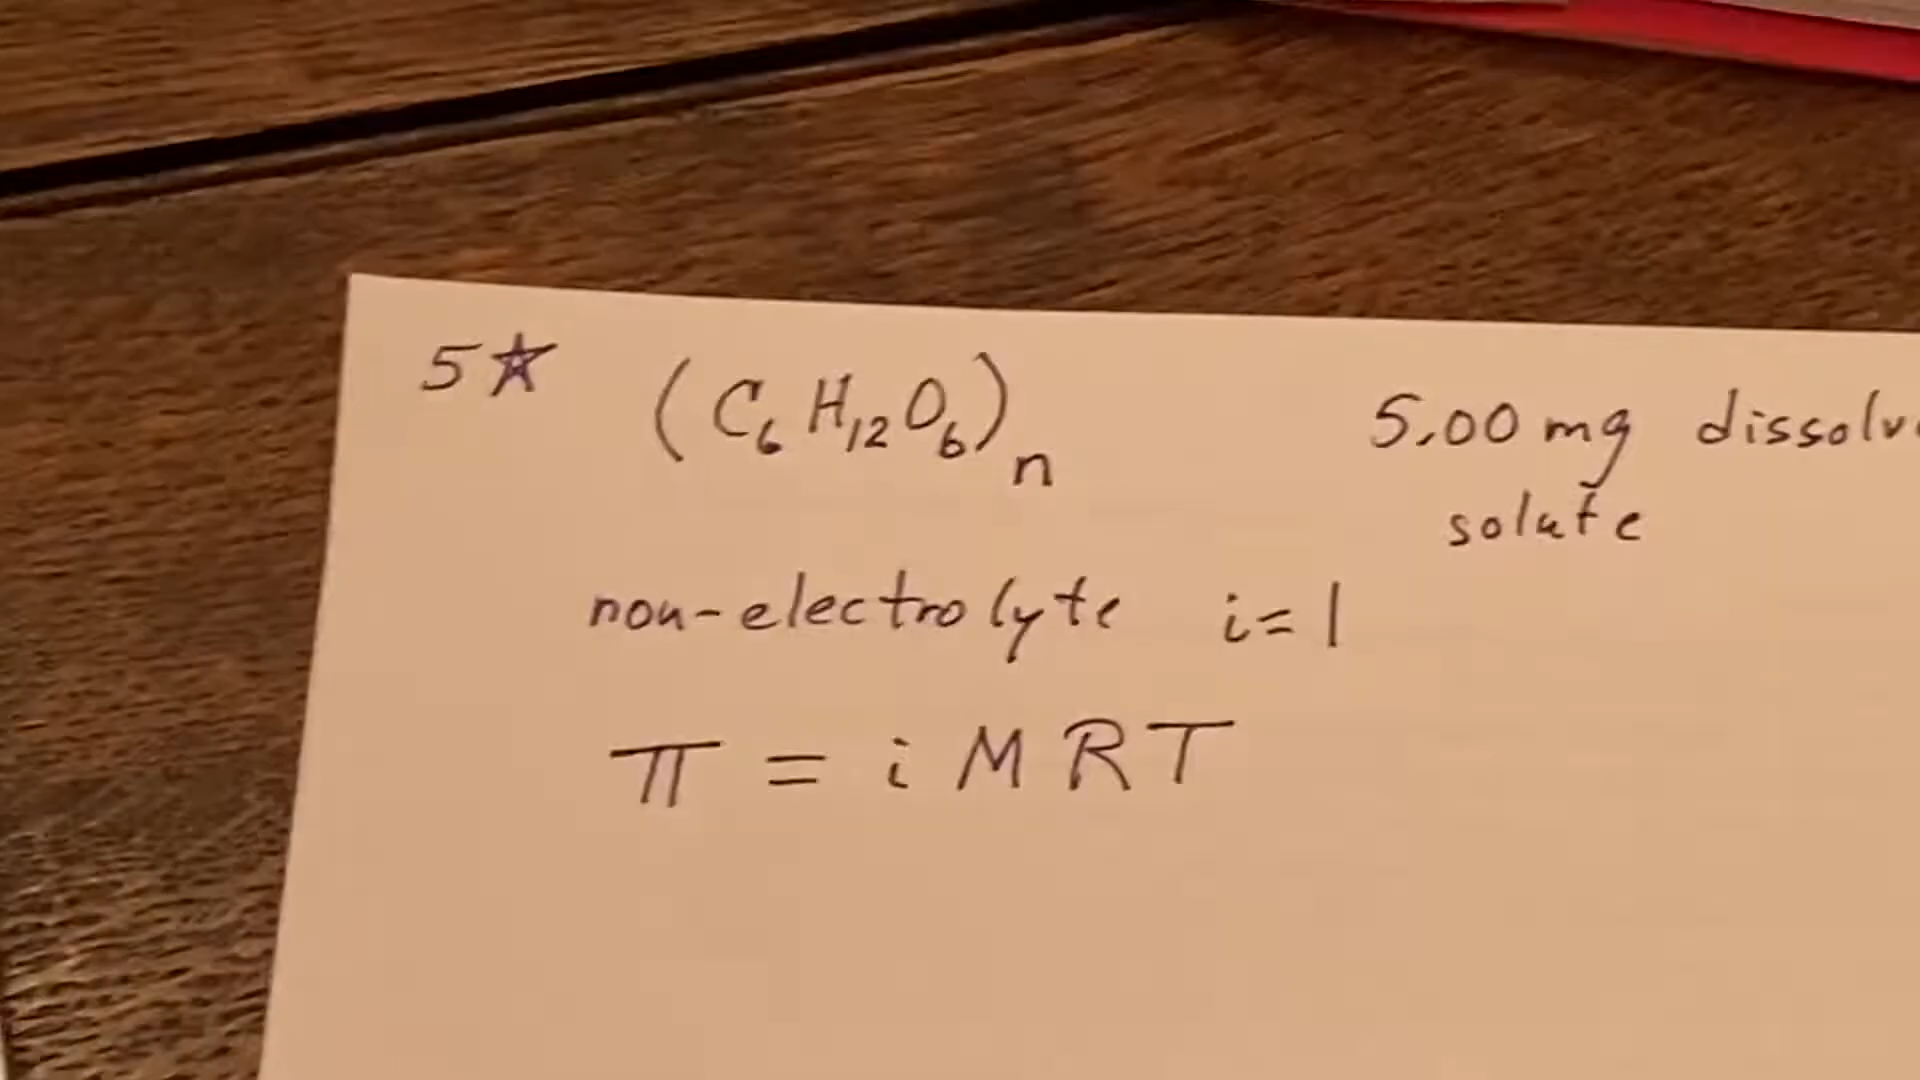 5☆ (C₆H₁₂O₆)ₙ 5.00 mg
solute
non-electrolyte i=1
π = i M R T